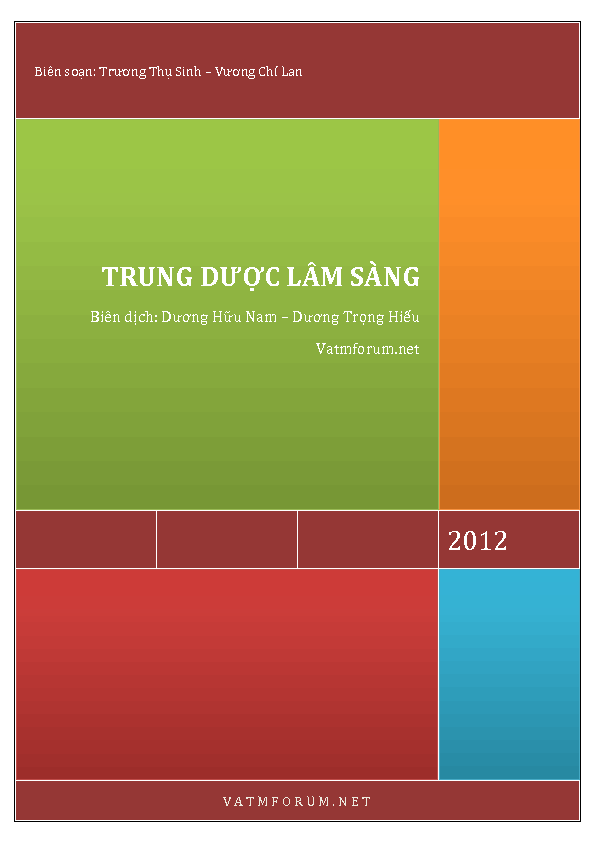 Biên soạn: Trương Thụ Sinh – Vương Chí Lan
TRUNG DƯỢC LÂM SÀNG
Biên dịch: Dương Hữu Nam – Dương Trọng Hiếu
Vatmforum.net
2012
VATMFORUM.NET